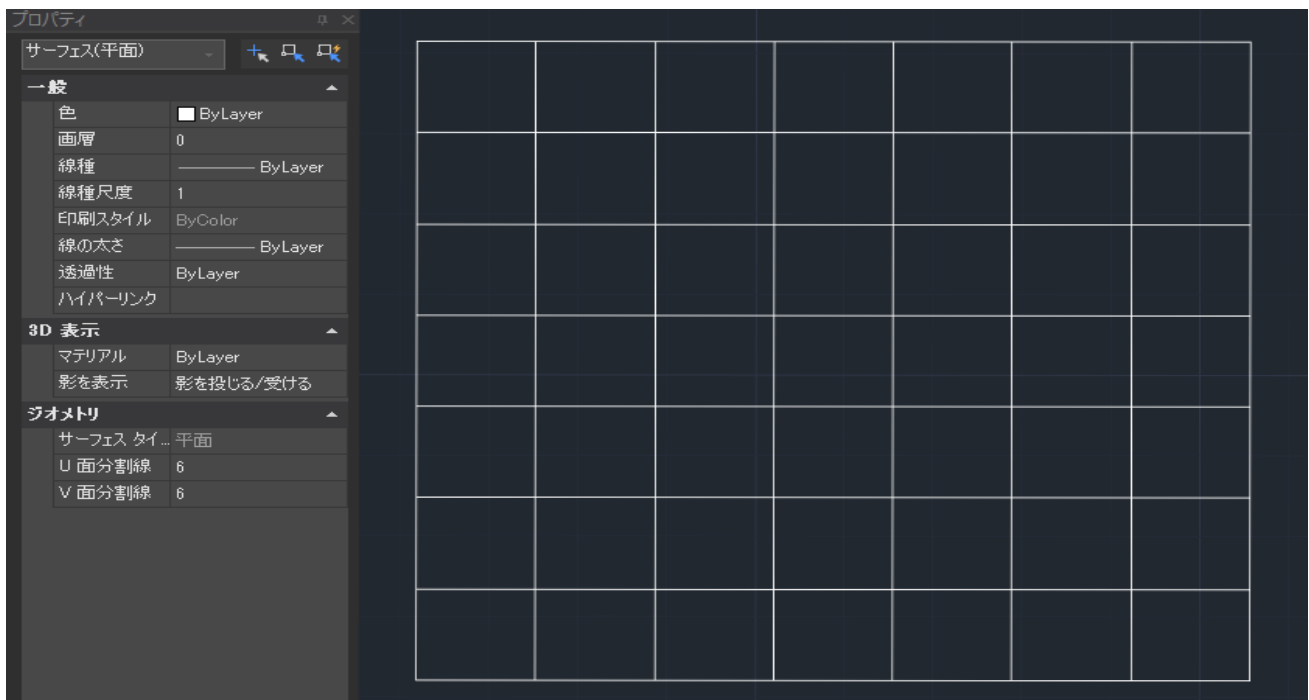 プロパティ
サーフェス(平面)
一般
色 ByLayer
画層 0
線種 ByLayer
線種尺度 1
印刷スタイル ByColor
線の太さ ByLayer
透過性 ByLayer
ハイパーリンク
3D 表示
マテリアル ByLayer
影を表示 影を投じる/受ける
ジオメトリ
サーフェス タイ... 平面
U 面分割線 6
V 面分割線 6